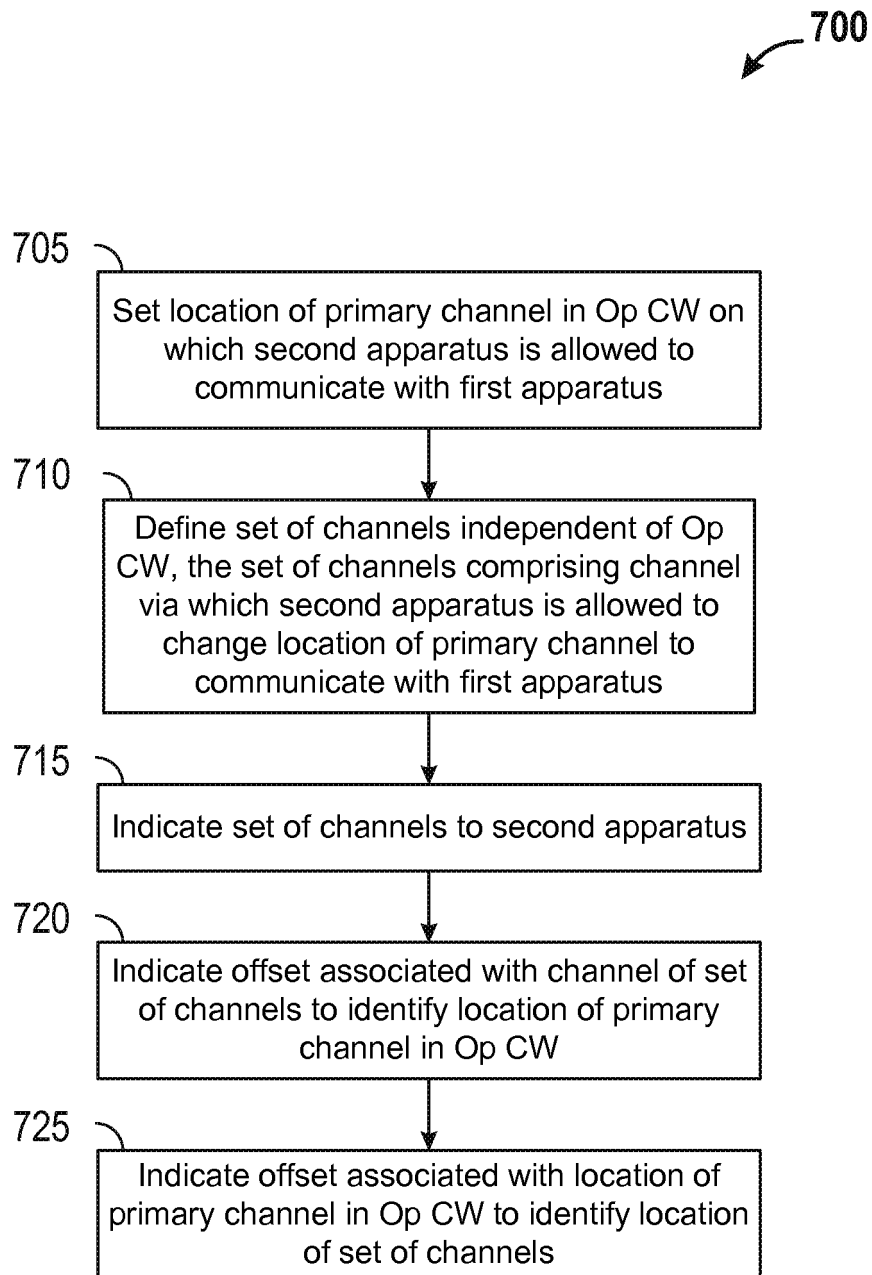 700
705
Set location of primary channel in Op CW on
which second apparatus is allowed to
communicate with first apparatus
710
Define set of channels independent of Op
CW, the set of channels comprising channel
via which second apparatus is allowed to
change location of primary channel to
communicate with first apparatus
715
Indicate set of channels to second apparatus
720
Indicate offset associated with channel of set
of channels to identify location of primary
channel in Op CW
725
Indicate offset associated with location of
primary channel in Op CW to identify location
of set of channels